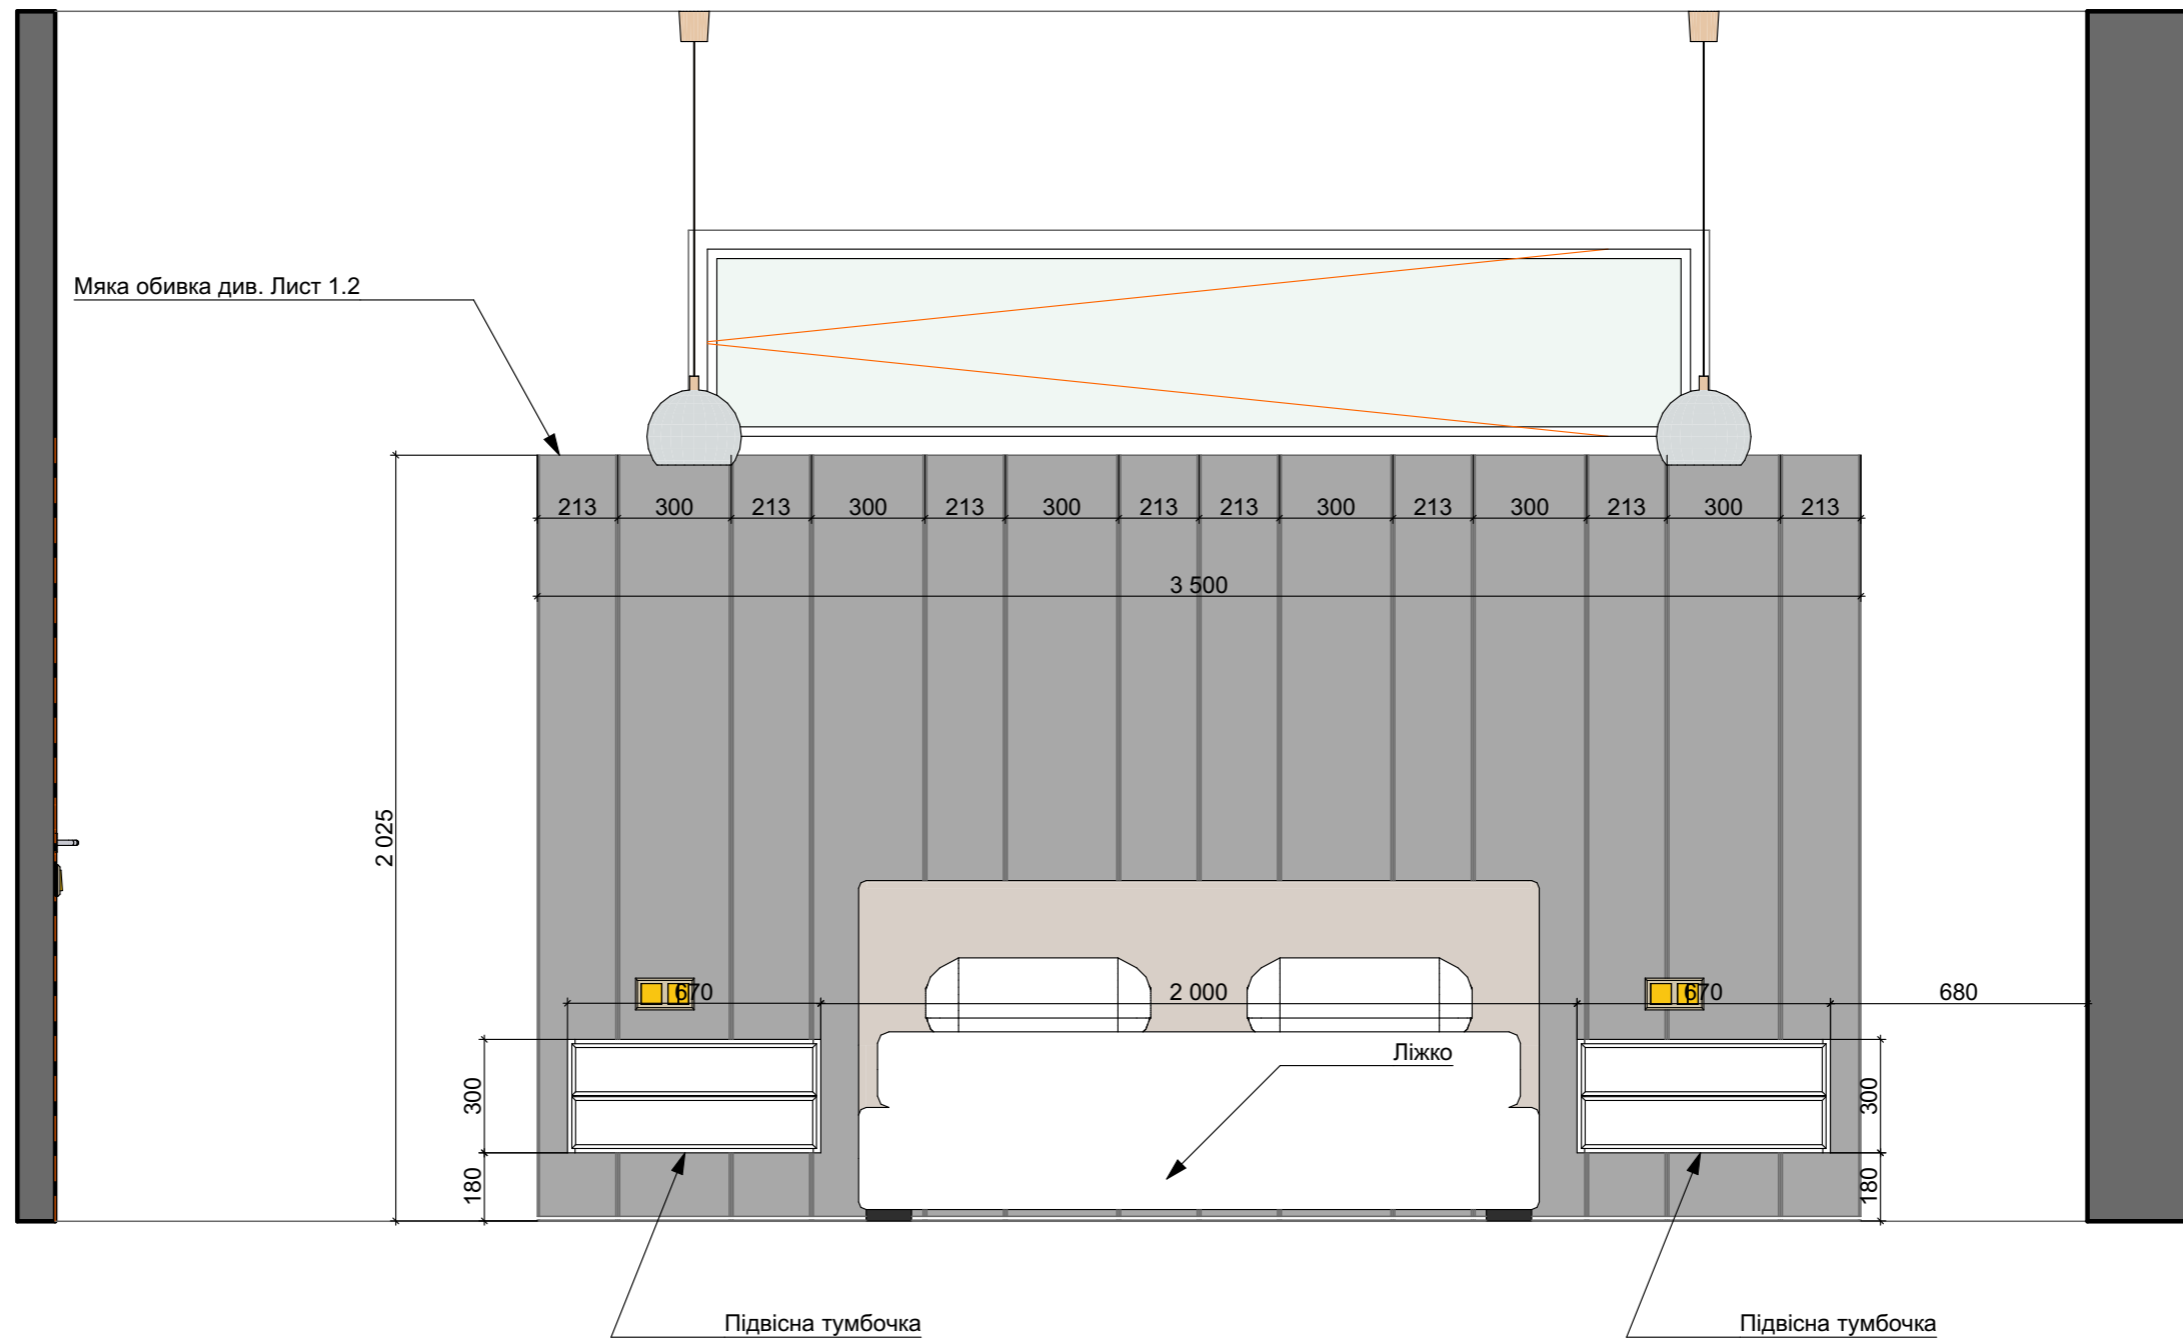 Мяка обивка див. Лист 1.2
213 300 213 300 213 300 213 213 300 213 300 213 300 213
3 500
2 025
670 2 000 670 680
Ліжко
300 300
180 180
Підвісна тумбочка Підвісна тумбочка